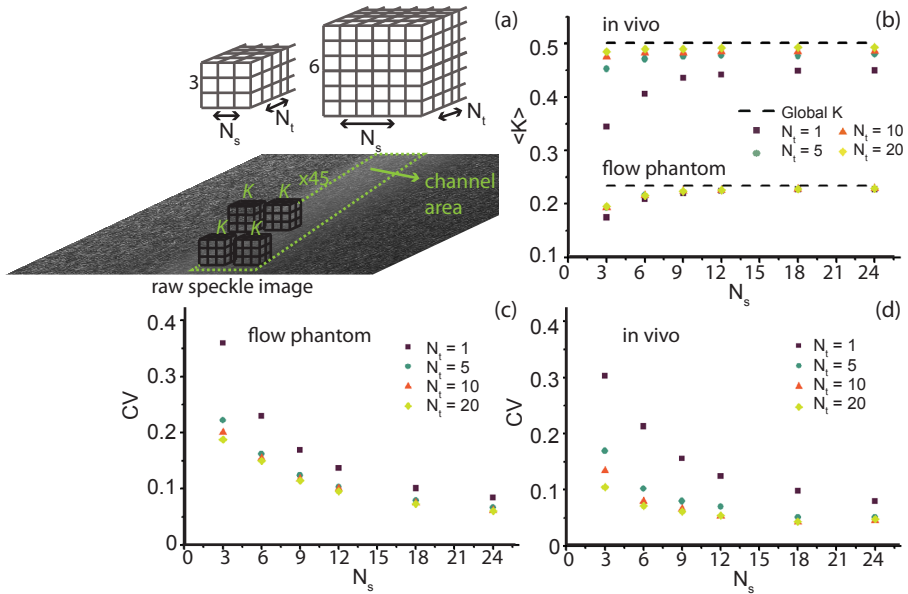 (a)
3
6
N_s
N_t
N_s
N_t
K
K
x45
K
K
channel
area
raw speckle image
(b)
in vivo
0.5
0.4
0.5
0.2
0.1
<K>
Global K
N_t = 1
N_t = 10
N_t = 5
N_t = 20
flow phantom
0 3 6 9 12 15 18 21 24
N_s
(c)
flow phantom
0.4
0.3
0.2
0.1
0
CV
N_t = 1
N_t = 5
N_t = 10
N_t = 20
0 3 6 9 12 15 18 21 24
N_s
(d)
in vivo
0.4
0.3
0.2
0.1
0
CV
N_t = 1
N_t = 5
N_t = 10
N_t = 20
0 3 6 9 12 15 18 21 24
N_s